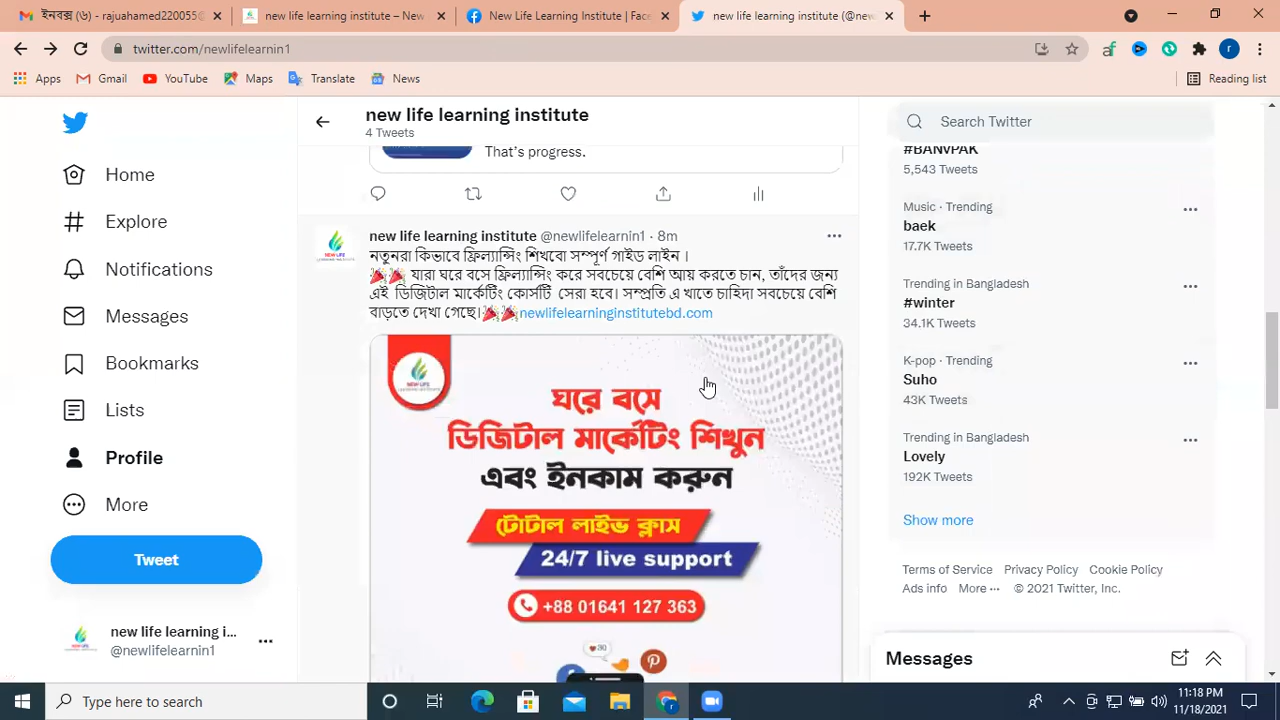 ইনবক্স (৬) - rajuahamed220055
new life learning institute – New
New Life Learning Institute | Fac
new life learning institute (@new
twitter.com/newlifelearnin1
Apps
Gmail
YouTube
Maps
Translate
News
Reading list
Home
Explore
Notifications
Messages
Bookmarks
Lists
Profile
More
Tweet
new life learning i...
@newlifelearnin1
new life learning institute
4 Tweets
That's progress.
new life learning institute @newlifelearnin1 · 8m
নতুনরা কিভাবে ফ্রিল্যান্সিং শিখবো সম্পূর্ণ গাইড লাইন ।
🎉🎉 যারা ঘরে বসে ফ্রিল্যান্সিং করে সবচেয়ে বেশি আয় করতে চান, তাঁদের জন্য
এই ডিজিটাল মার্কেটিং কোর্সটি সেরা হবে। সম্প্রতি এ খাতে চাহিদা সবচেয়ে বেশি
বাড়তে দেখা গেছে।🎉🎉newlifelearninginstitutebd.com
NEW LIFE
ঘরে বসে
ডিজিটাল মার্কেটিং শিখুন
এবং ইনকাম করুন
টোটাল লাইভ ক্লাস
24/7 live support
+88 01641 127 363
Search Twitter
#BANvPAK
5,543 Tweets
Music · Trending
baek
17.7K Tweets
Trending in Bangladesh
#winter
34.1K Tweets
K-pop · Trending
Suho
43K Tweets
Trending in Bangladesh
Lovely
192K Tweets
Show more
Terms of Service Privacy Policy Cookie Policy
Ads info More ··· © 2021 Twitter, Inc.
Messages
Type here to search
11:18 PM
11/18/2021